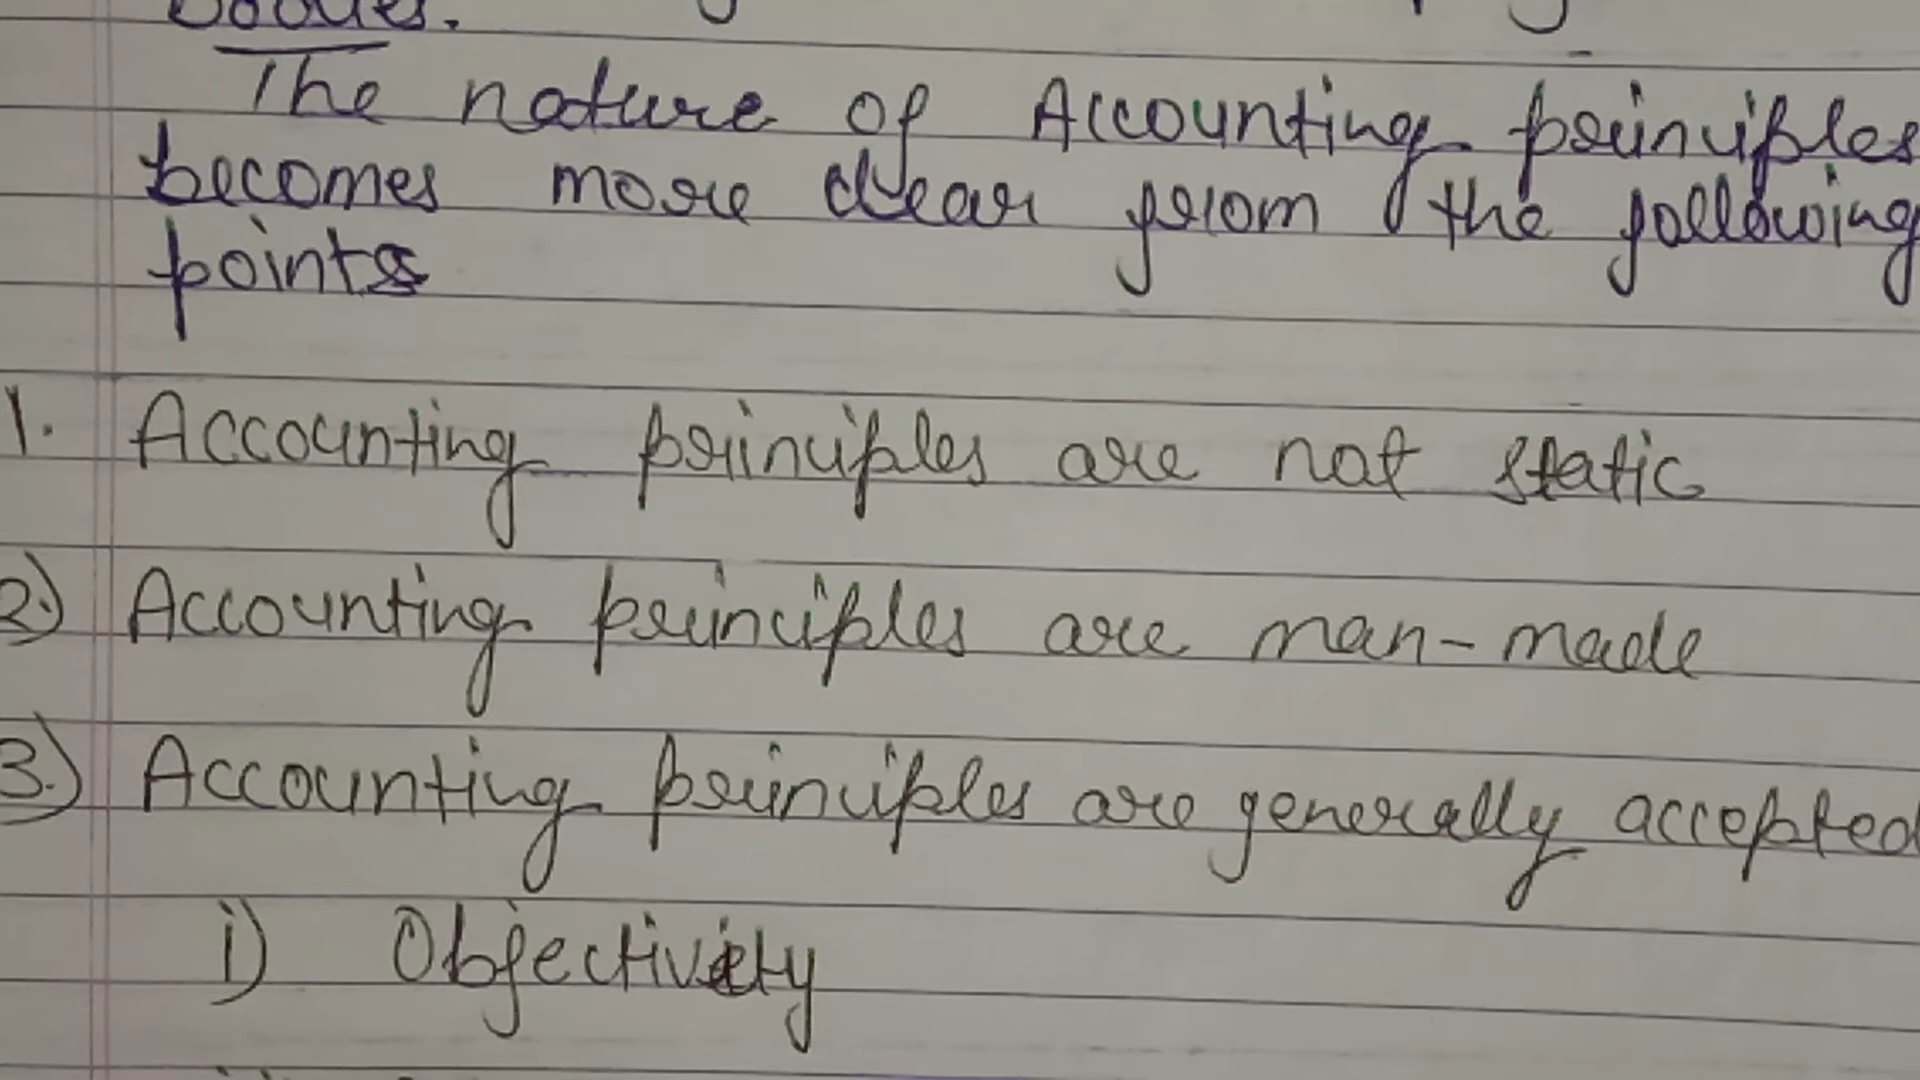 The nature of Accounting principles
becomes more clear from the following
points
1. Accounting principles are not static
2.) Accounting principles are man-made
3.) Accounting principles are generally accepted
i) Objectivity